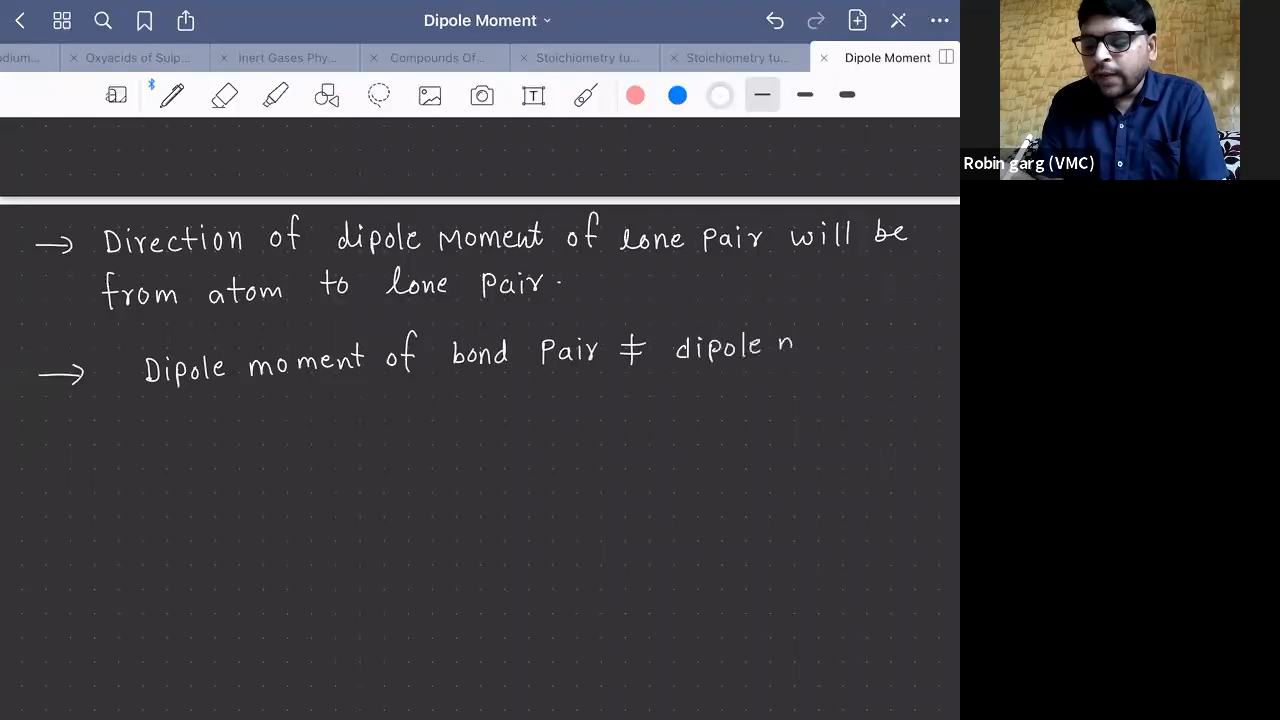 Dipole Moment
odium...
Oxyacids of Sulp...
Inert Gases Phy...
Compounds Of...
Stoichiometry tu...
Stoichiometry tu...
Dipole Moment
T
Robin garg (VMC)
→ Direction of dipole Moment of lone Pair will be
from atom to lone Pair.
→ Dipole moment of bond Pair ≠ dipole n